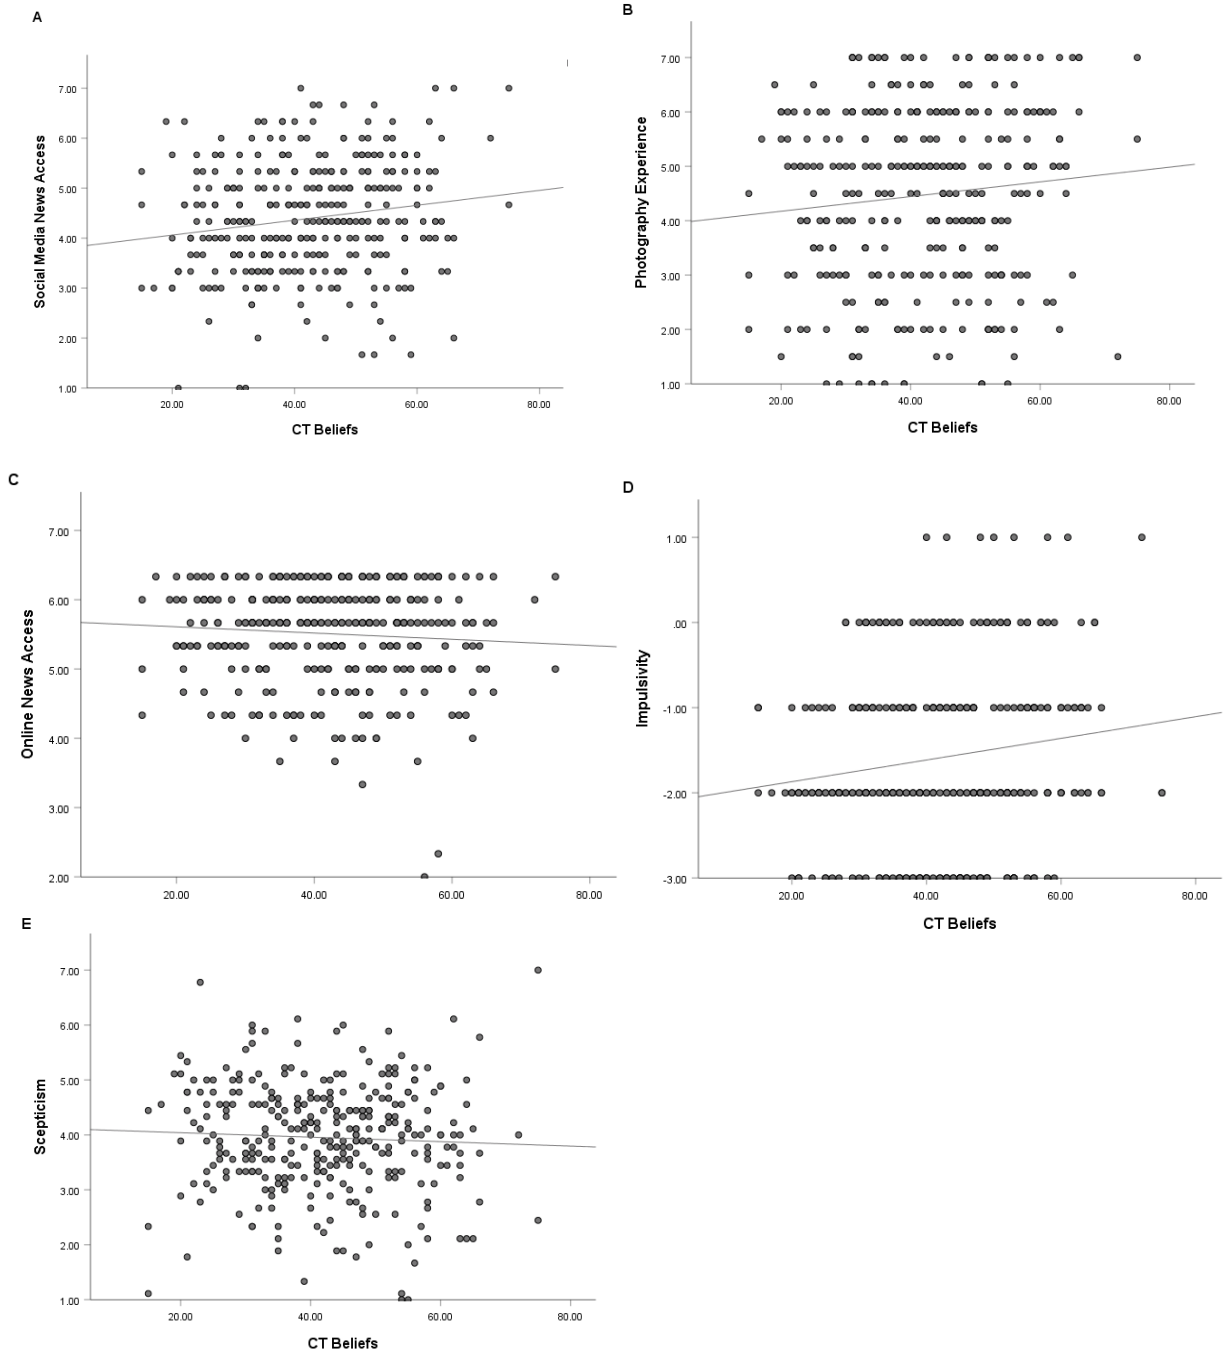 A
Social Media News Access
7.00
6.00
5.00
4.00
3.00
2.00
1.00
20.00 40.00 60.00 80.00
CT Beliefs
B
Photography Experience
7.00
6.00
5.00
4.00
3.00
2.00
1.00
20.00 40.00 60.00 80.00
CT Beliefs
C
Online News Access
7.00
6.00
5.00
4.00
3.00
2.00
20.00 40.00 60.00 80.00
D
Impulsivity
1.00
.00
-1.00
-2.00
-3.00
20.00 40.00 60.00 80.00
CT Beliefs
E
Scepticism
7.00
6.00
5.00
4.00
3.00
2.00
1.00
20.00 40.00 60.00 80.00
CT Beliefs